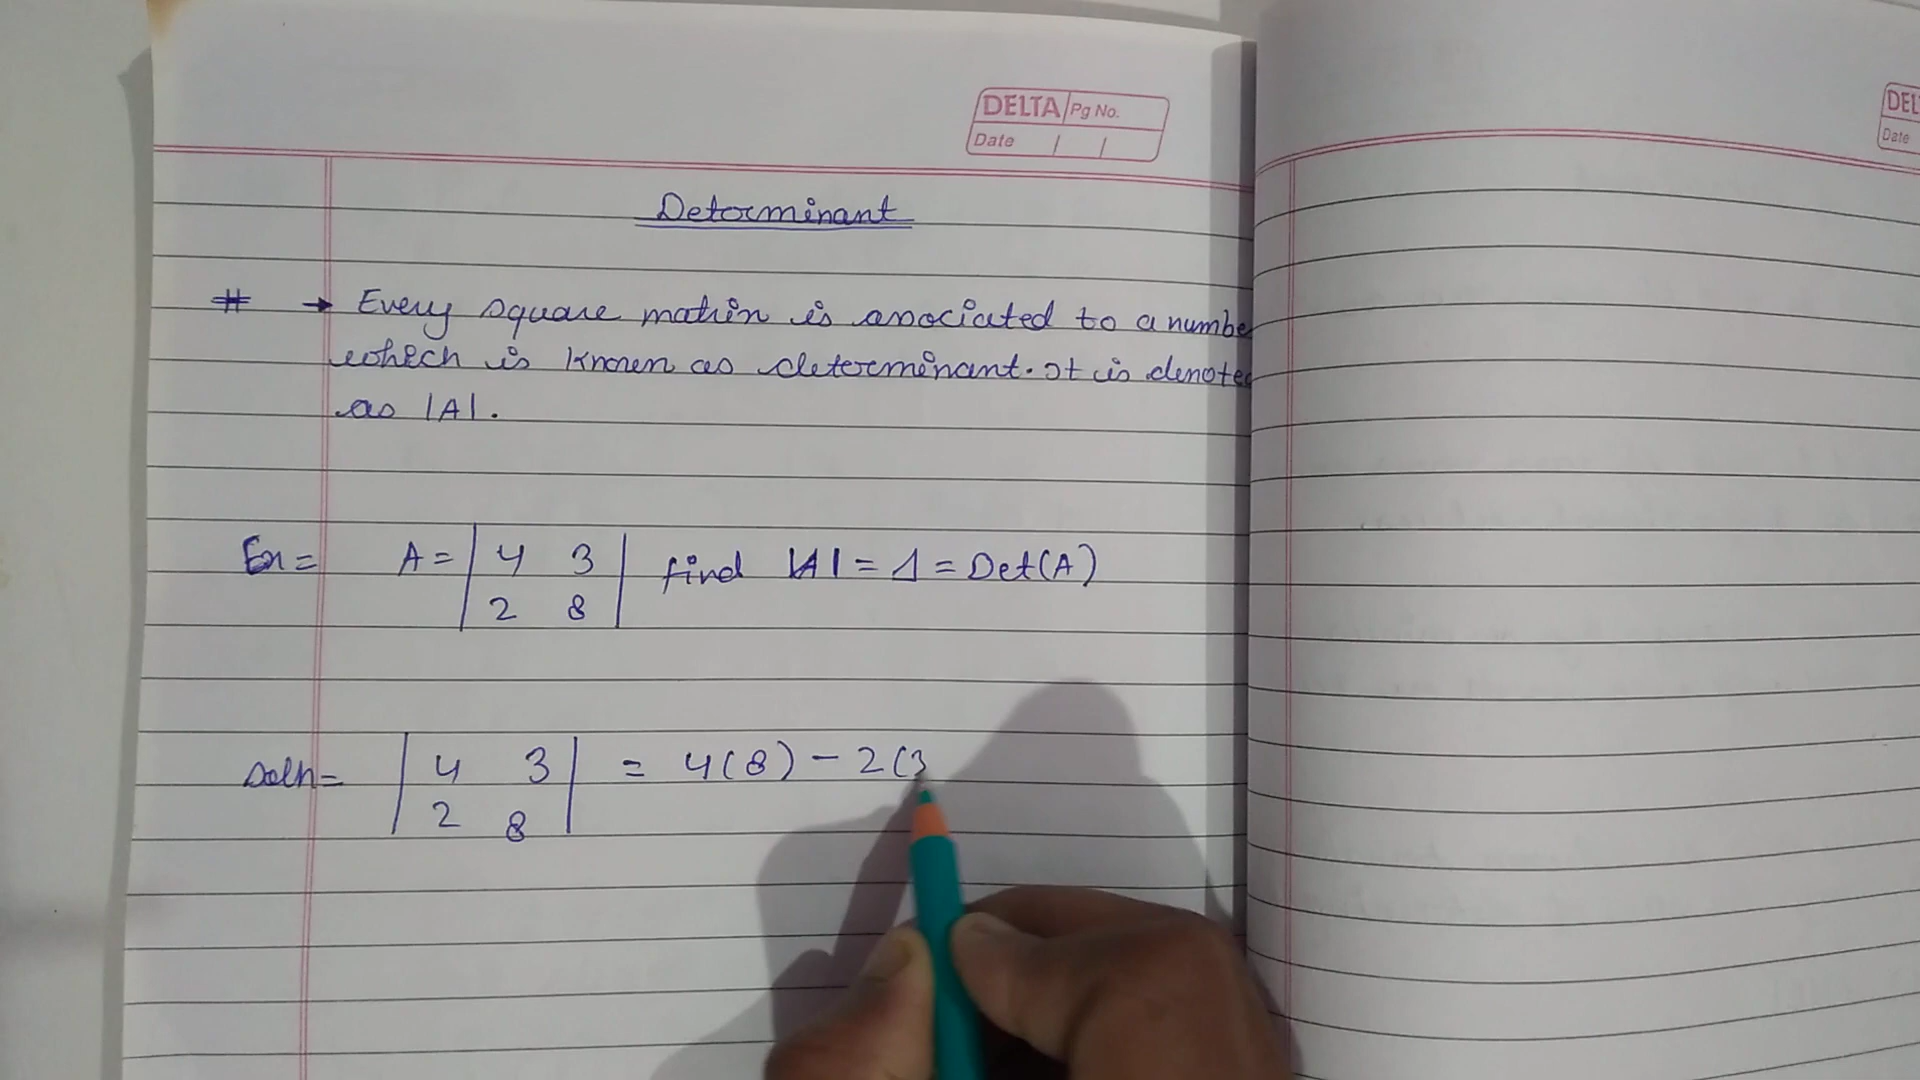 DELTA Pg No.
Date / /
DEL
Date
Determinant
# → Every square matrix is associated to a numbe
which is known as determinant. It is denoted
as |A|.
Ex = A = | 4 3 | find |A| = Δ = Det(A)
| 2 8 |
Soln = | 4 3 | = 4(8) - 2(3
| 2 8 |